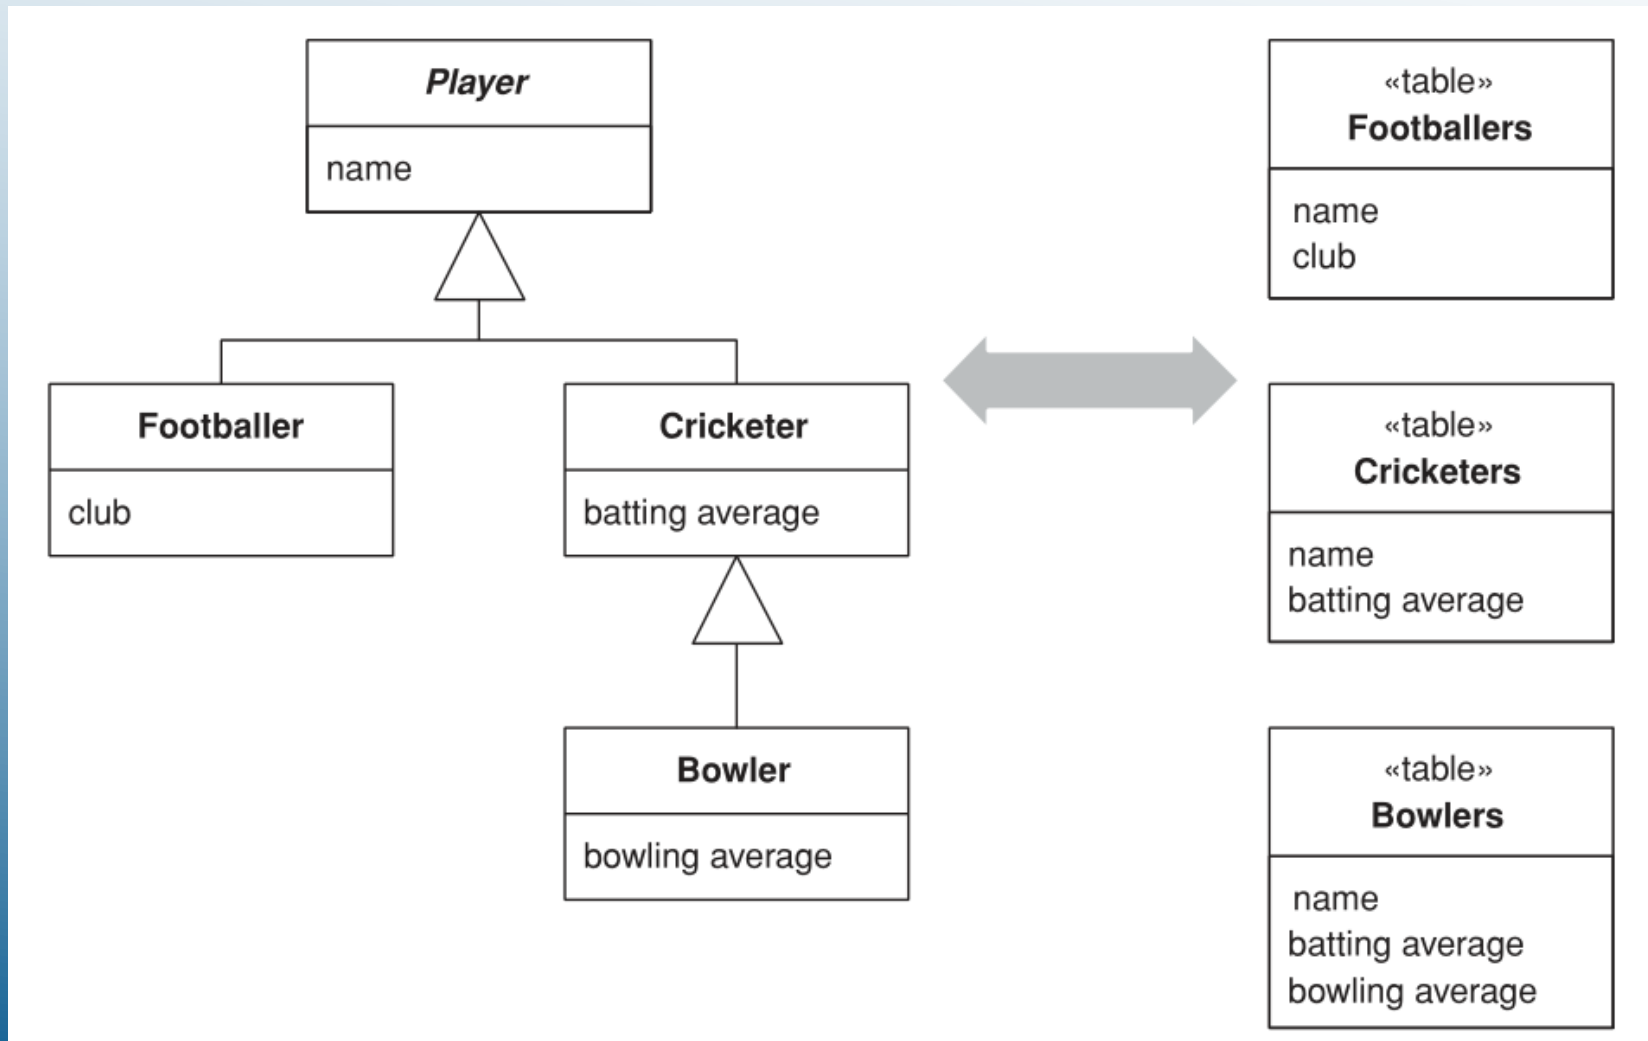 Player
name
Footballer
club
Cricketer
batting average
Bowler
bowling average
«table»
Footballers
name
club
«table»
Cricketers
name
batting average
«table»
Bowlers
name
batting average
bowling average